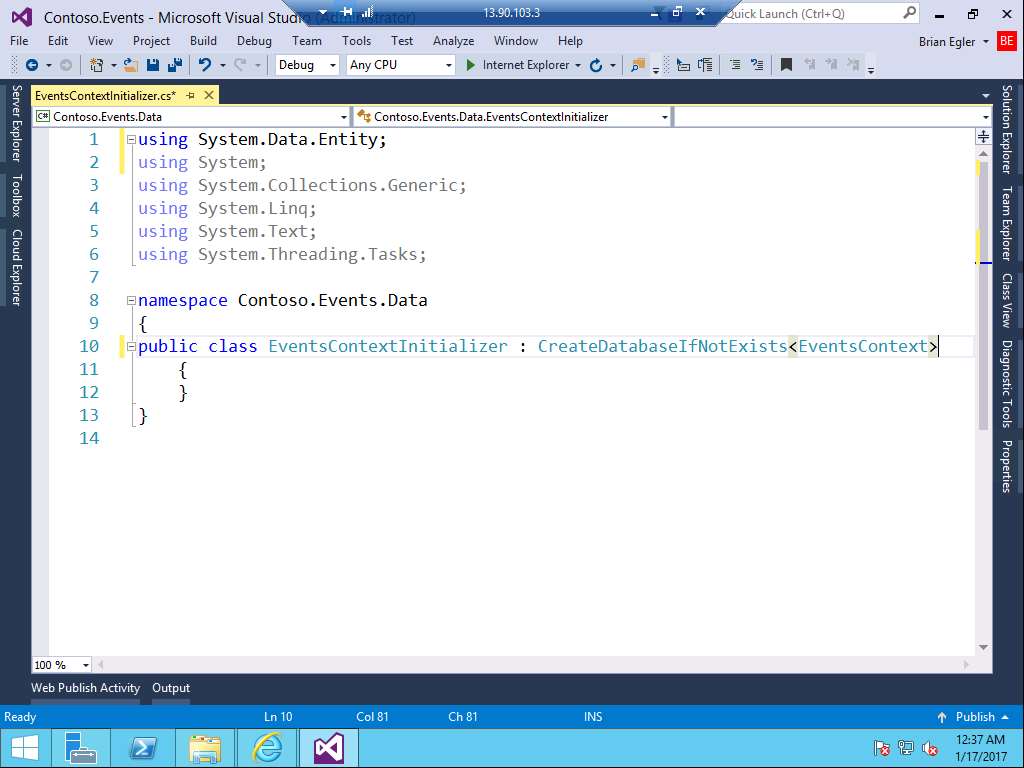 Contoso.Events - Microsoft Visual Studio (Administrator)
13.90.103.3
Quick Launch (Ctrl+Q)
File Edit View Project Build Debug Team Tools Test Analyze Window Help
Brian Egler BE
Debug Any CPU Internet Explorer
EventsContextInitializer.cs*
C# Contoso.Events.Data
Contoso.Events.Data.EventsContextInitializer
Server Explorer
Toolbox
Cloud Explorer
1 using System.Data.Entity;
2 using System;
3 using System.Collections.Generic;
4 using System.Linq;
5 using System.Text;
6 using System.Threading.Tasks;
7
8 namespace Contoso.Events.Data
9 {
10 public class EventsContextInitializer : CreateDatabaseIfNotExists<EventsContext>
11 {
12 }
13 }
14
Solution Explorer
Team Explorer
Class View
Diagnostic Tools
Properties
100 %
Web Publish Activity Output
Ready Ln 10 Col 81 Ch 81 INS Publish
12:37 AM
1/17/2017